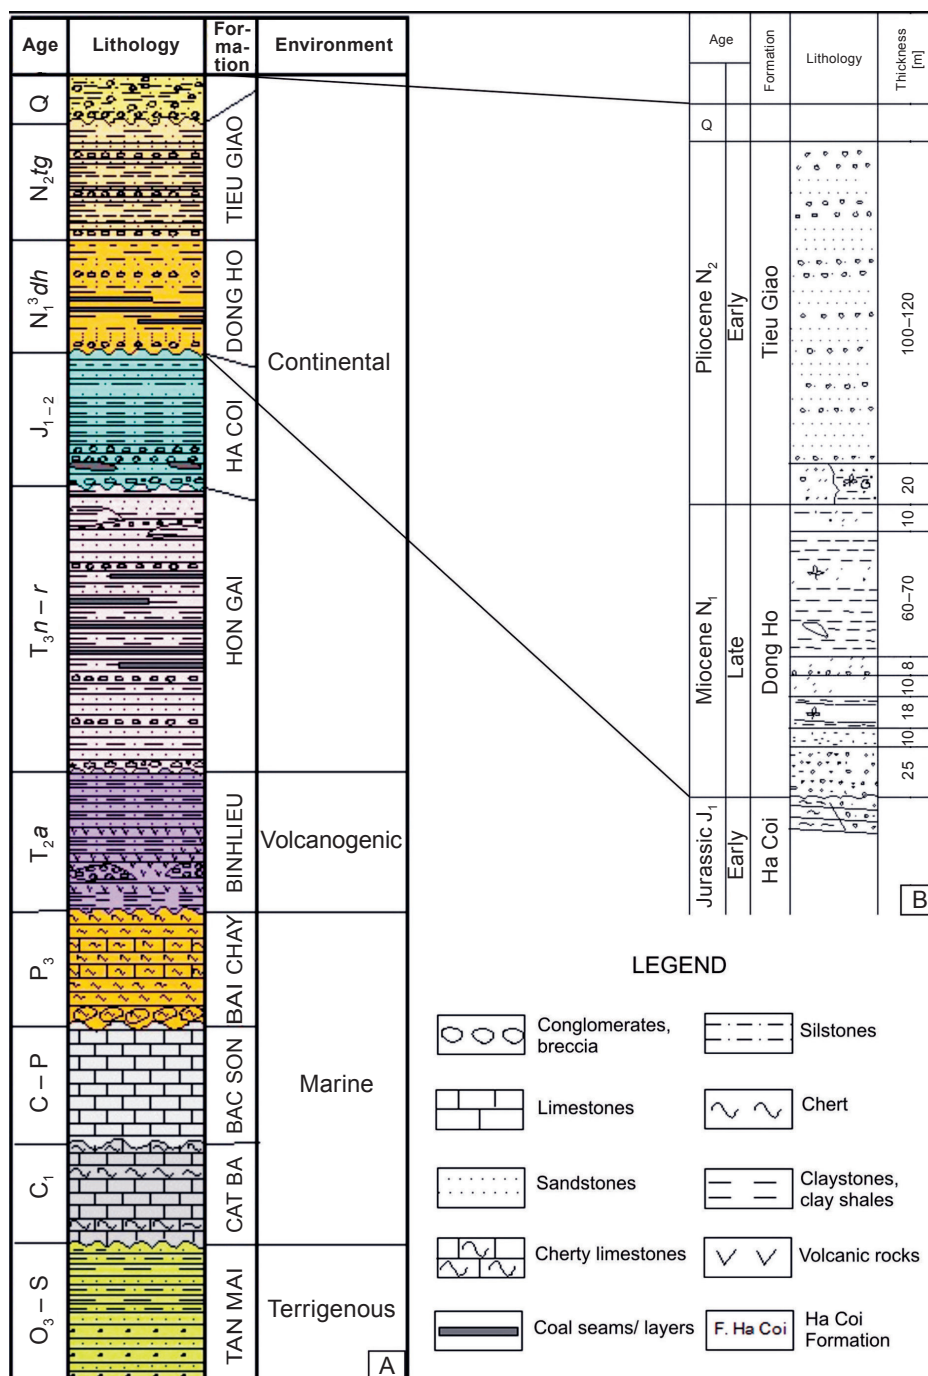 Age
Lithology
For-
ma-
tion
Environment
Q
N₂tg
TIEU GIAO
N₁³dh
DONG HO
Continental
J₁₋₂
HA COI
T₃n – r
HON GAI
T₂a
BINHLIEU
Volcanogenic
P₃
BAI CHAY
C – P
BAC SON
Marine
C₁
CAT BA
O₃ – S
TAN MAI
Terrigenous
A
Age
Formation
Lithology
Thickness
[m]
Q
Pliocene N₂
Early
Tieu Giao
100–120
20
Miocene N₁
Late
Dong Ho
10
60–70
8
10
18
10
25
Jurassic J₁
Early
Ha Coi
B
LEGEND
Conglomerates,
breccia
Silstones
Limestones
Chert
Sandstones
Claystones,
clay shales
Cherty limestones
Volcanic rocks
Coal seams/ layers
F. Ha Coi
Ha Coi
Formation